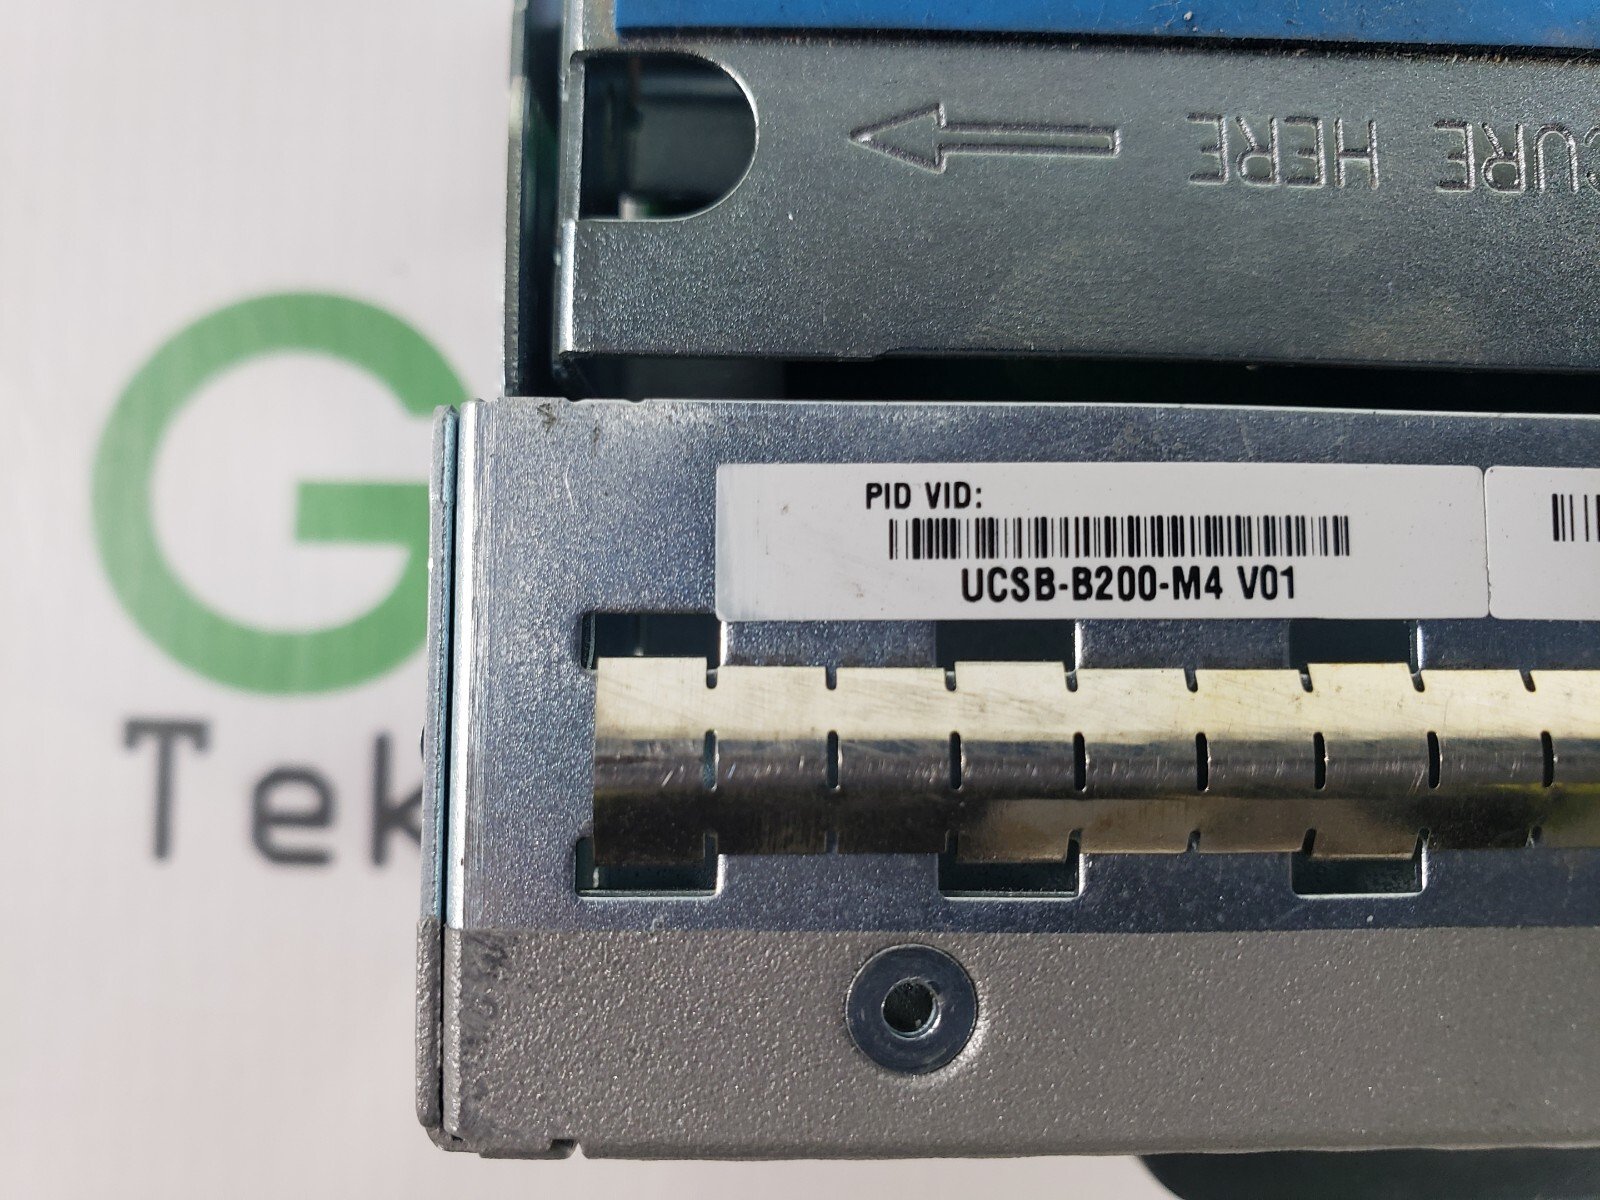 CURE HERE
PID VID:
UCSB-B200-M4 V01
G
Tek